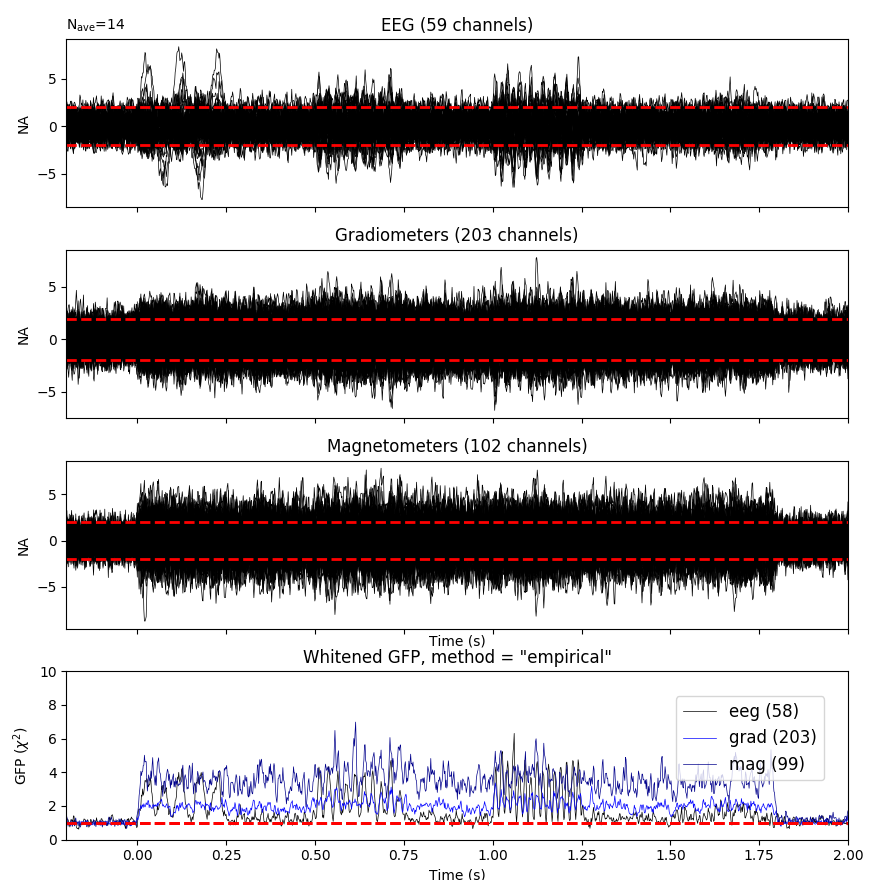 Nave=14
EEG (59 channels)
5
0
−5
NA
Gradiometers (203 channels)
5
0
−5
NA
Magnetometers (102 channels)
5
0
−5
NA
Time (s)
Whitened GFP, method = "empirical"
10
8
6
4
2
0
GFP (χ²)
eeg (58)
grad (203)
mag (99)
0.00 0.25 0.50 0.75 1.00 1.25 1.50 1.75 2.00
Time (s)